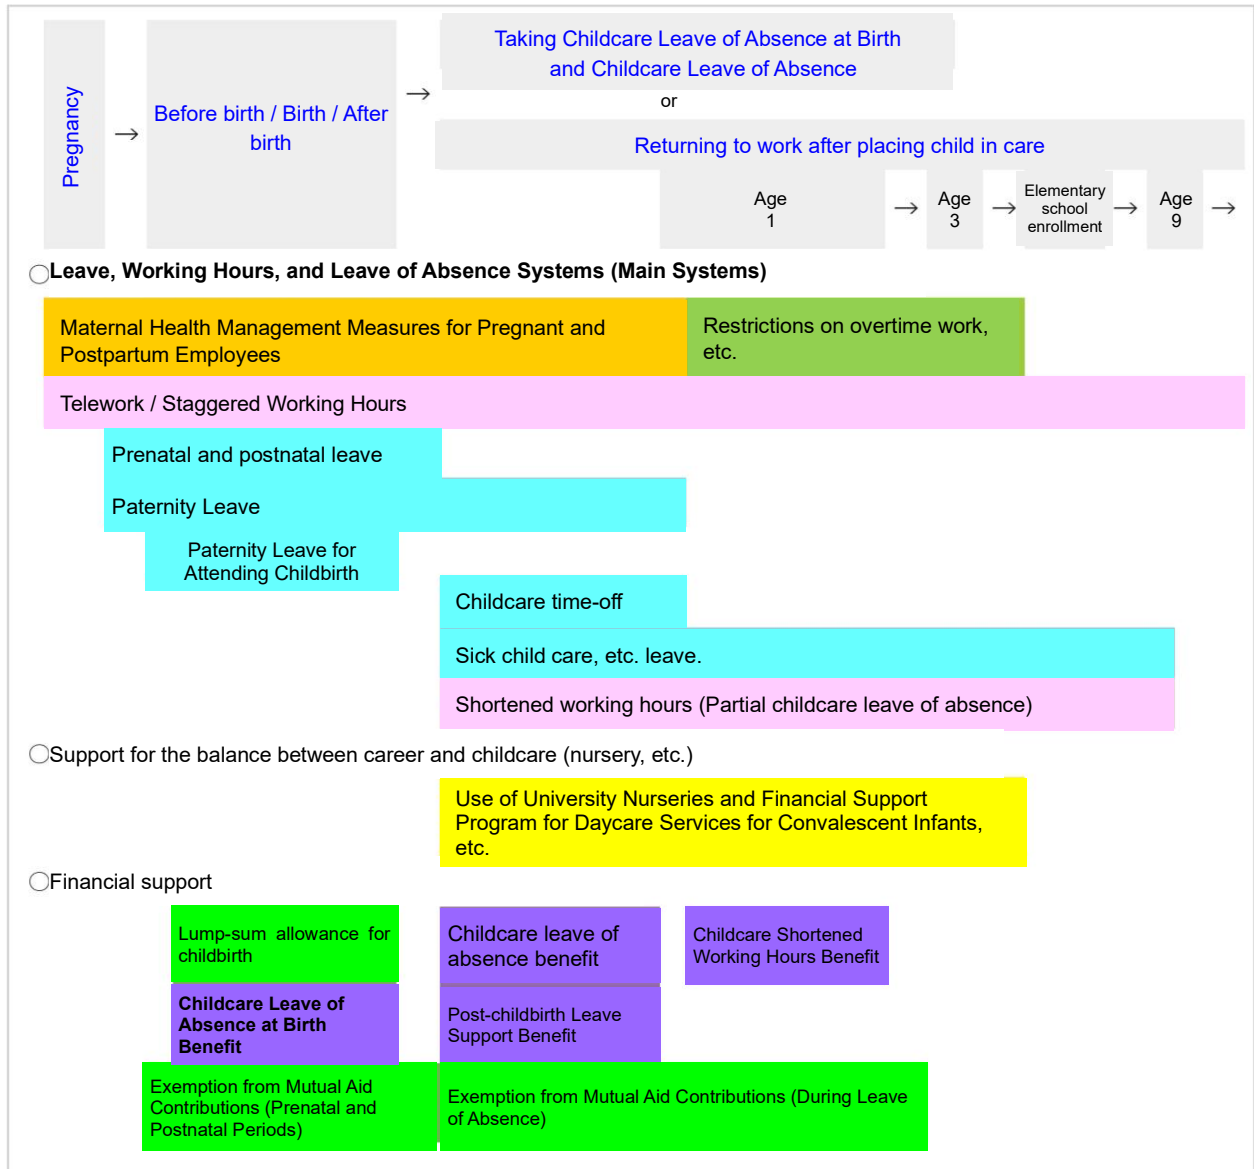 Pregnancy
→
Before birth / Birth / After
birth
→
Taking Childcare Leave of Absence at Birth
and Childcare Leave of Absence
or
Returning to work after placing child in care
Age
1
→
Age
3
→
Elementary
school
enrollment
→
Age
9
→
○Leave, Working Hours, and Leave of Absence Systems (Main Systems)
Maternal Health Management Measures for Pregnant and
Postpartum Employees
Restrictions on overtime work,
etc.
Telework / Staggered Working Hours
Prenatal and postnatal leave
Paternity Leave
Paternity Leave for
Attending Childbirth
Childcare time-off
Sick child care, etc. leave.
Shortened working hours (Partial childcare leave of absence)
○Support for the balance between career and childcare (nursery, etc.)
Use of University Nurseries and Financial Support
Program for Daycare Services for Convalescent Infants,
etc.
○Financial support
Lump-sum allowance for
childbirth
Childcare leave of
absence benefit
Childcare Shortened
Working Hours Benefit
Childcare Leave of
Absence at Birth
Benefit
Post-childbirth Leave
Support Benefit
Exemption from Mutual Aid
Contributions (Prenatal and
Postnatal Periods)
Exemption from Mutual Aid Contributions (During Leave
of Absence)